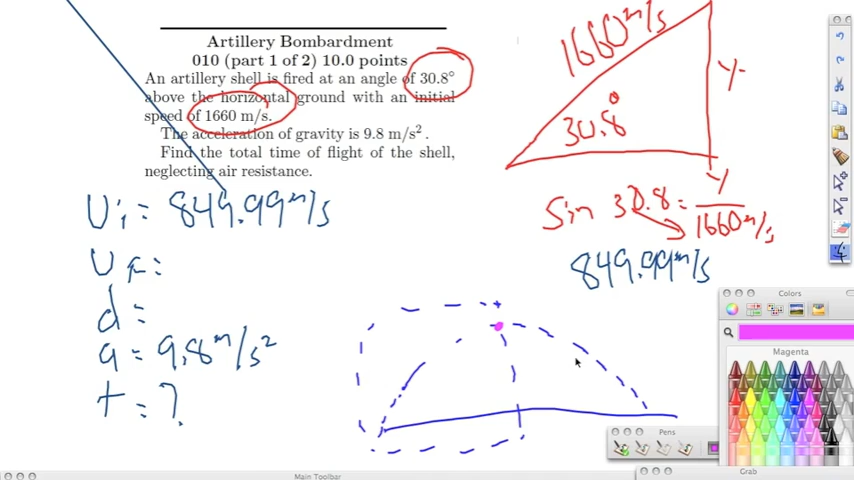 Artillery Bombardment
010 (part 1 of 2) 10.0 points
An artillery shell is fired at an angle of 30.8°
above the horizontal ground with an initial
speed of 1660 m/s.
The acceleration of gravity is 9.8 m/s² .
Find the total time of flight of the shell,
neglecting air resistance.
1660 m/s
y
30.8°
Sin 30.8 = y / 1660 m/s
849.99 m/s
Vi = 849.99 m/s
VF =
d =
a = 9.8 m/s²
t = ?
Colors
Magenta
Pens
Main Toolbar
Grab